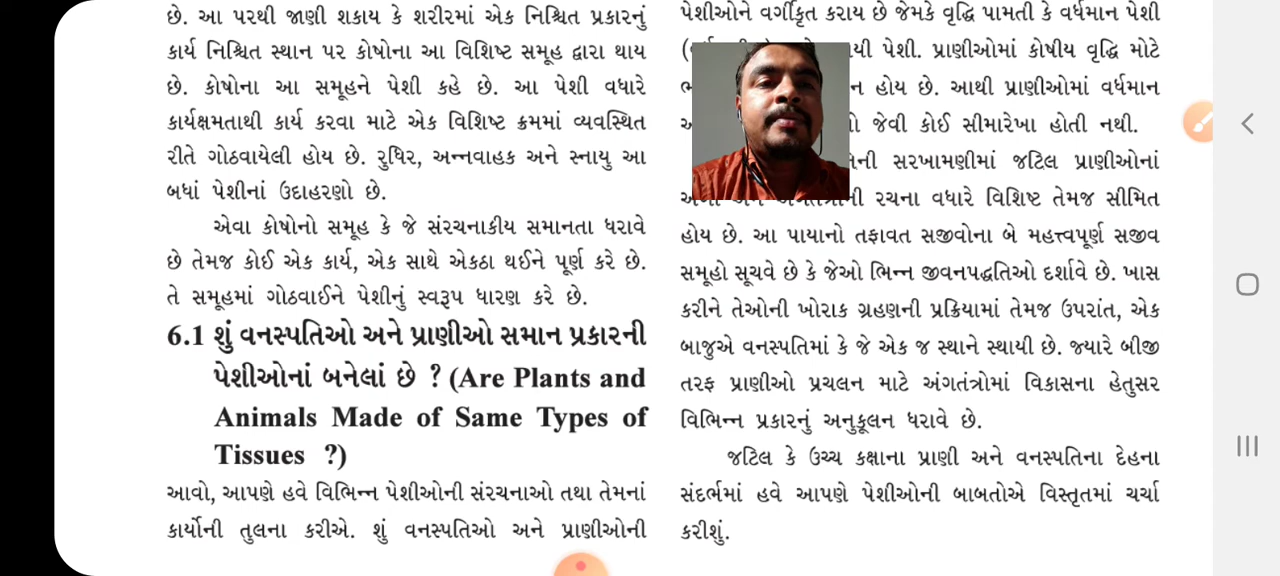 છે. આ પરથી જાણી શકાય કે શરીરમાં એક નિશ્ચિત પ્રકારનું
કાર્ય નિશ્ચિત સ્થાન પર કોષોના આ વિશિષ્ટ સમૂહ દ્વારા થાય
છે. કોષોના આ સમૂહને પેશી કહે છે. આ પેશી વધારે
કાર્યક્ષમતાથી કાર્ય કરવા માટે એક વિશિષ્ટ ક્રમમાં વ્યવસ્થિત
રીતે ગોઠવાયેલી હોય છે. રુધિર, અન્નવાહક અને સ્નાયુ આ
બધાં પેશીનાં ઉદાહરણો છે.
એવા કોષોનો સમૂહ કે જે સંરચનાકીય સમાનતા ધરાવે
છે તેમજ કોઈ એક કાર્ય, એક સાથે એકઠા થઈને પૂર્ણ કરે છે.
તે સમૂહમાં ગોઠવાઈને પેશીનું સ્વરૂપ ધારણ કરે છે.
6.1 શું વનસ્પતિઓ અને પ્રાણીઓ સમાન પ્રકારની
પેશીઓનાં બનેલાં છે ? (Are Plants and
Animals Made of Same Types of
Tissues ?)
આવો, આપણે હવે વિભિન્ન પેશીઓની સંરચનાઓ તથા તેમનાં
કાર્યોની તુલના કરીએ. શું વનસ્પતિઓ અને પ્રાણીઓની
પેશીઓને વર્ગીકૃત કરાય છે જેમકે વૃદ્ધિ પામતી કે વર્ધમાન પેશી
પેશી. પ્રાણીઓમાં કોષીય વૃદ્ધિ મોટે
હોય છે. આથી પ્રાણીઓમાં વર્ધમાન
જેવી કોઈ સીમારેખા હોતી નથી.
સરખામણીમાં જટિલ પ્રાણીઓનાં
રચના વધારે વિશિષ્ટ તેમજ સીમિત
હોય છે. આ પાયાનો તફાવત સજીવોના બે મહત્ત્વપૂર્ણ સજીવ
સમૂહો સૂચવે છે કે જેઓ ભિન્ન જીવનપદ્ધતિઓ દર્શાવે છે. ખાસ
કરીને તેઓની ખોરાક ગ્રહણની પ્રક્રિયામાં તેમજ ઉપરાંત, એક
બાજુએ વનસ્પતિમાં કે જે એક જ સ્થાને સ્થાયી છે. જ્યારે બીજી
તરફ પ્રાણીઓ પ્રચલન માટે અંગતંત્રોમાં વિકાસના હેતુસર
વિભિન્ન પ્રકારનું અનુકૂલન ધરાવે છે.
જટિલ કે ઉચ્ચ કક્ષાના પ્રાણી અને વનસ્પતિના દેહના
સંદર્ભમાં હવે આપણે પેશીઓની બાબતોએ વિસ્તૃતમાં ચર્ચા
કરીશું.